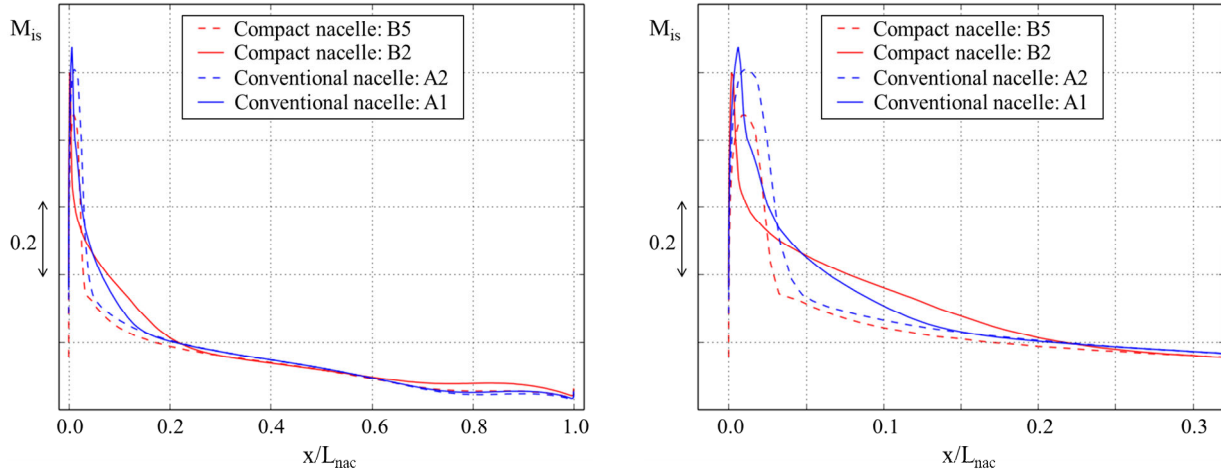 M_is
Compact nacelle: B5
Compact nacelle: B2
Conventional nacelle: A2
Conventional nacelle: A1
0.2
0.0 0.2 0.4 0.6 0.8 1.0
x/L_nac
M_is
Compact nacelle: B5
Compact nacelle: B2
Conventional nacelle: A2
Conventional nacelle: A1
0.2
0.0 0.1 0.2 0.3
x/L_nac